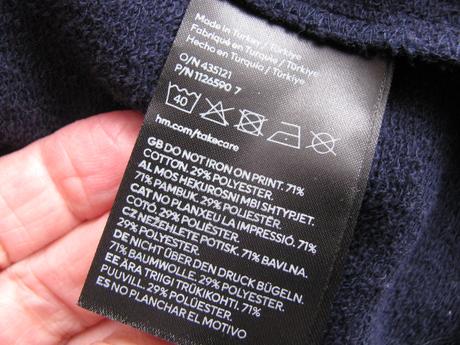 Made in Turkey / Türkiye
Fabriqué en Turquie / Türkiye
Hecho en Turquía / Türkiye
O/N 435121
P/N 1126590 7
40
hm.com/takecare
GB DO NOT IRON ON PRINT. 71%
COTTON. 29% POLYESTER.
AL MOS HEKUROSNI MBI SHTYPJET.
71% PAMBUK. 29% POLIESTER.
CAT NO PLANXEU LA IMPRESSIÓ. 71%
COTÓ. 29% POLIÈSTER.
CZ NEŽEHLETE POTISK. 71% BAVLNA.
29% POLYESTER.
DE NICHT ÜBER DEN DRUCK BÜGELN.
71% BAUMWOLLE. 29% POLYESTER.
EE ÄRA TRIIGI TRÜKIKOHTI. 71%
PUUVILL. 29% POLÜESTER.
ES NO PLANCHAR EL MOTIVO